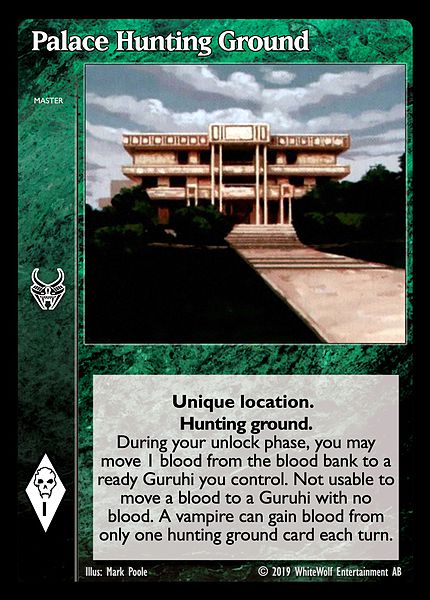 Palace Hunting Ground
MASTER
Unique location.
Hunting ground.
During your unlock phase, you may
move 1 blood from the blood bank to a
ready Guruhi you control. Not usable to
move a blood to a Guruhi with no
blood. A vampire can gain blood from
only one hunting ground card each turn.
1
Illus: Mark Poole © 2019 WhiteWolf Entertainment AB